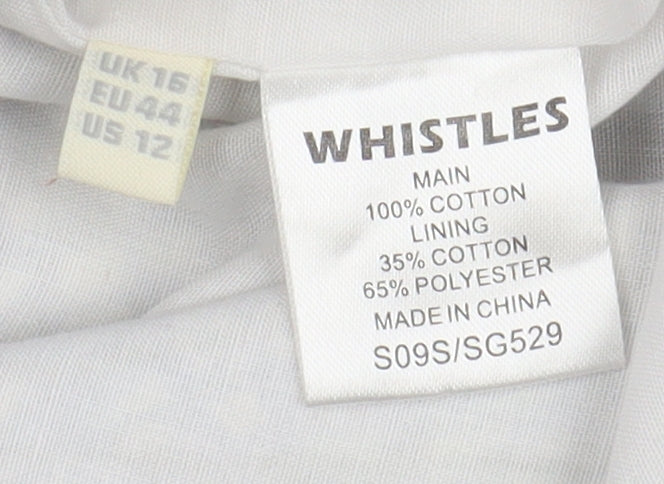 UK 16
EU 44
US 12
WHISTLES
MAIN
100% COTTON
LINING
35% COTTON
65% POLYESTER
MADE IN CHINA
S09S/SG529